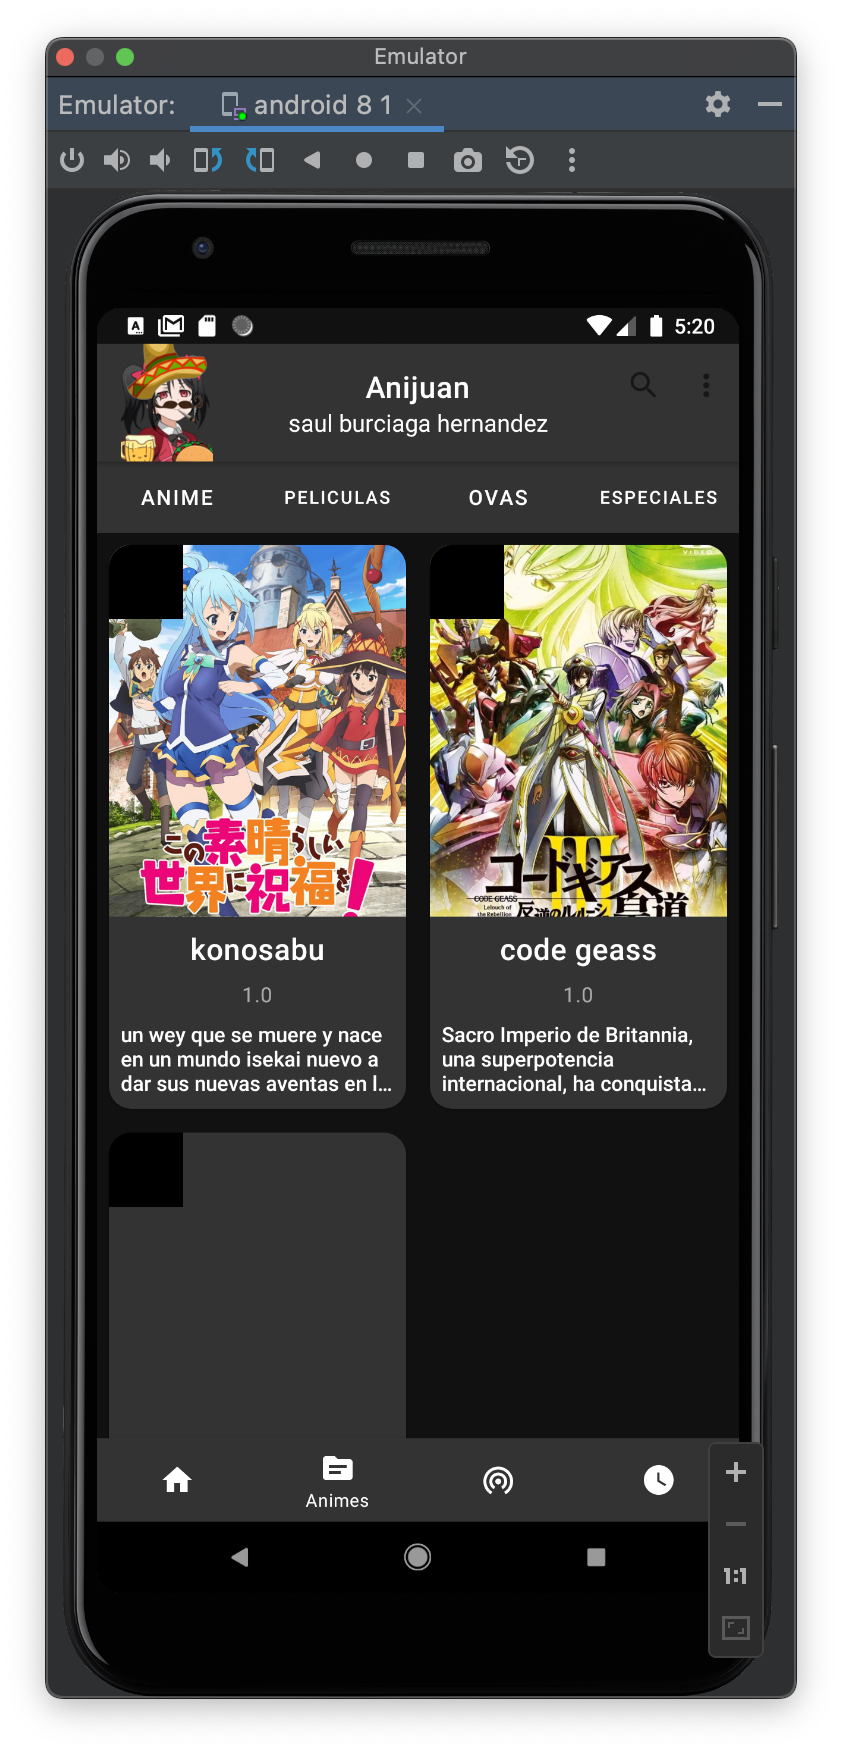 Emulator
Emulator:
android 8 1
5:20
Anijuan
saul burciaga hernandez
ANIME
PELICULAS
OVAS
ESPECIALES
この素晴らしい
世界に祝福を!
VIDEO
III
コードギアス
CODE GEASS
Lelouch of
the Rebellion
反逆のルルーシュ
皇道
konosabu
code geass
1.0
1.0
un wey que se muere y nace
en un mundo isekai nuevo a
dar sus nuevas aventas en l...
Sacro Imperio de Britannia,
una superpotencia
internacional, ha conquista...
Animes
1:1